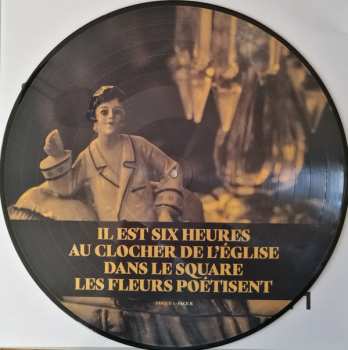 IL EST SIX HEURES
AU CLOCHER DE L'ÉGLISE
DANS LE SQUARE
LES FLEURS POÉTISENT